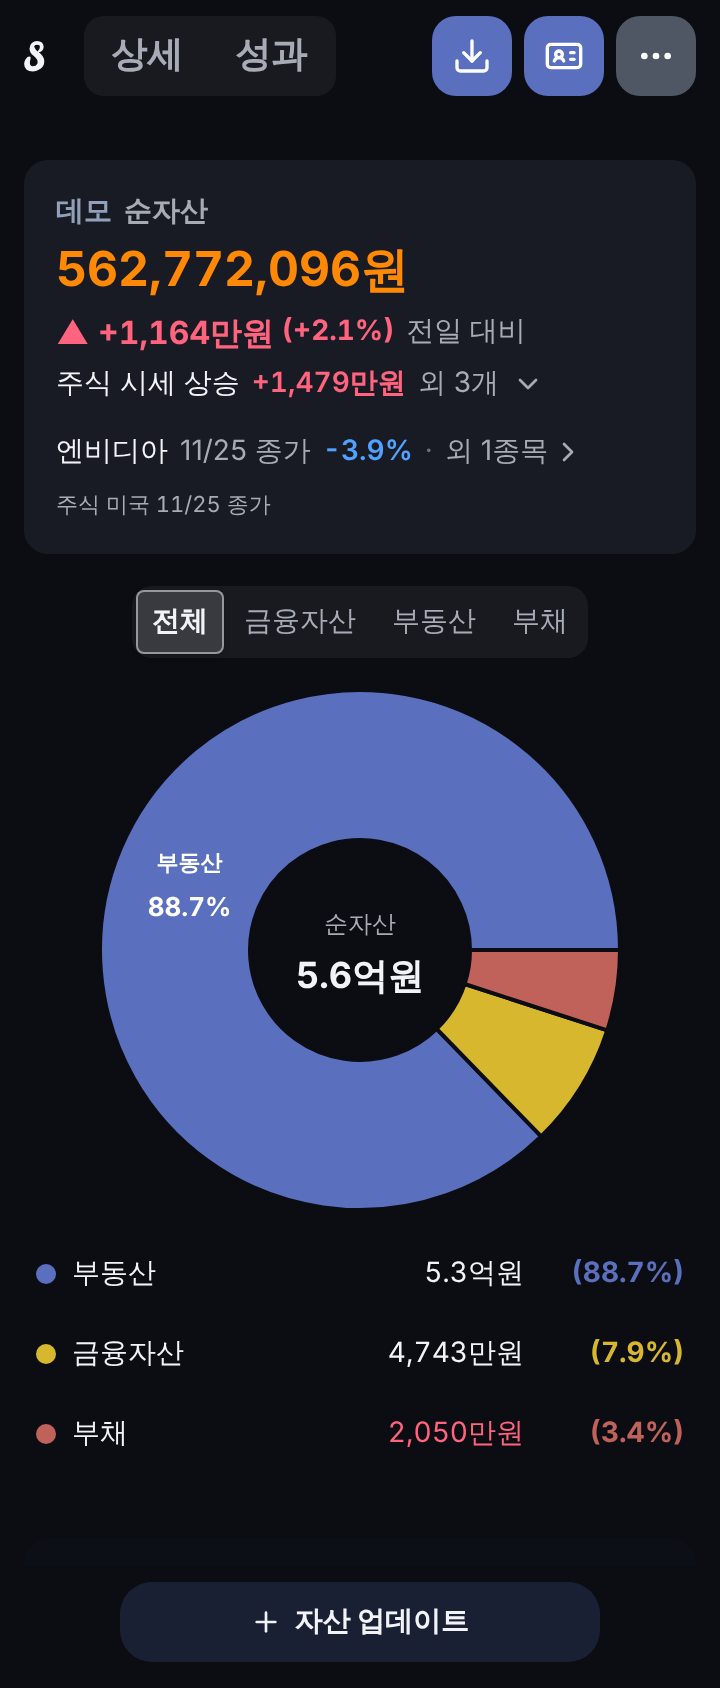 S
상세 성과
데모 순자산
562,772,096원
▲ +1,164만원 (+2.1%) 전일 대비
주식 시세 상승 +1,479만원 외 3개
엔비디아 11/25 종가 -3.9% · 외 1종목 >
주식 미국 11/25 종가
전체 금융자산 부동산 부채
부동산
88.7%
순자산
5.6억원
부동산 5.3억원 (88.7%)
금융자산 4,743만원 (7.9%)
부채 2,050만원 (3.4%)
+ 자산 업데이트